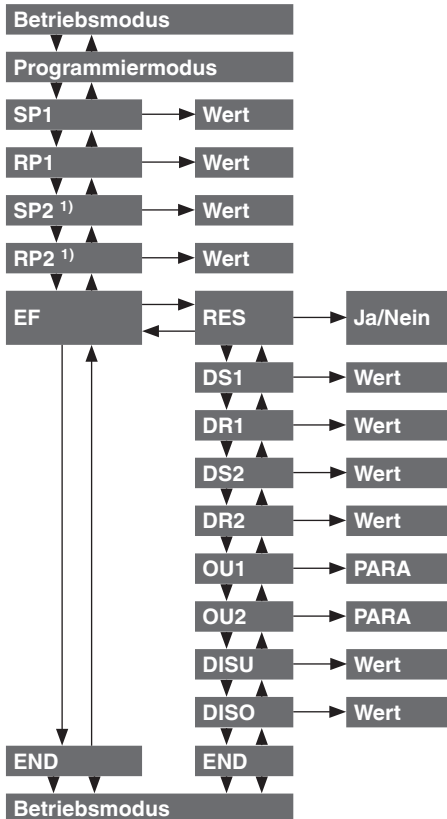 Betriebsmodus
Programmiermodus
SP1 Wert
RP1 Wert
SP2 1) Wert
RP2 1) Wert
EF RES Ja/Nein
DS1 Wert
DR1 Wert
DS2 Wert
DR2 Wert
OU1 PARA
OU2 PARA
DISU Wert
DISO Wert
END END
Betriebsmodus